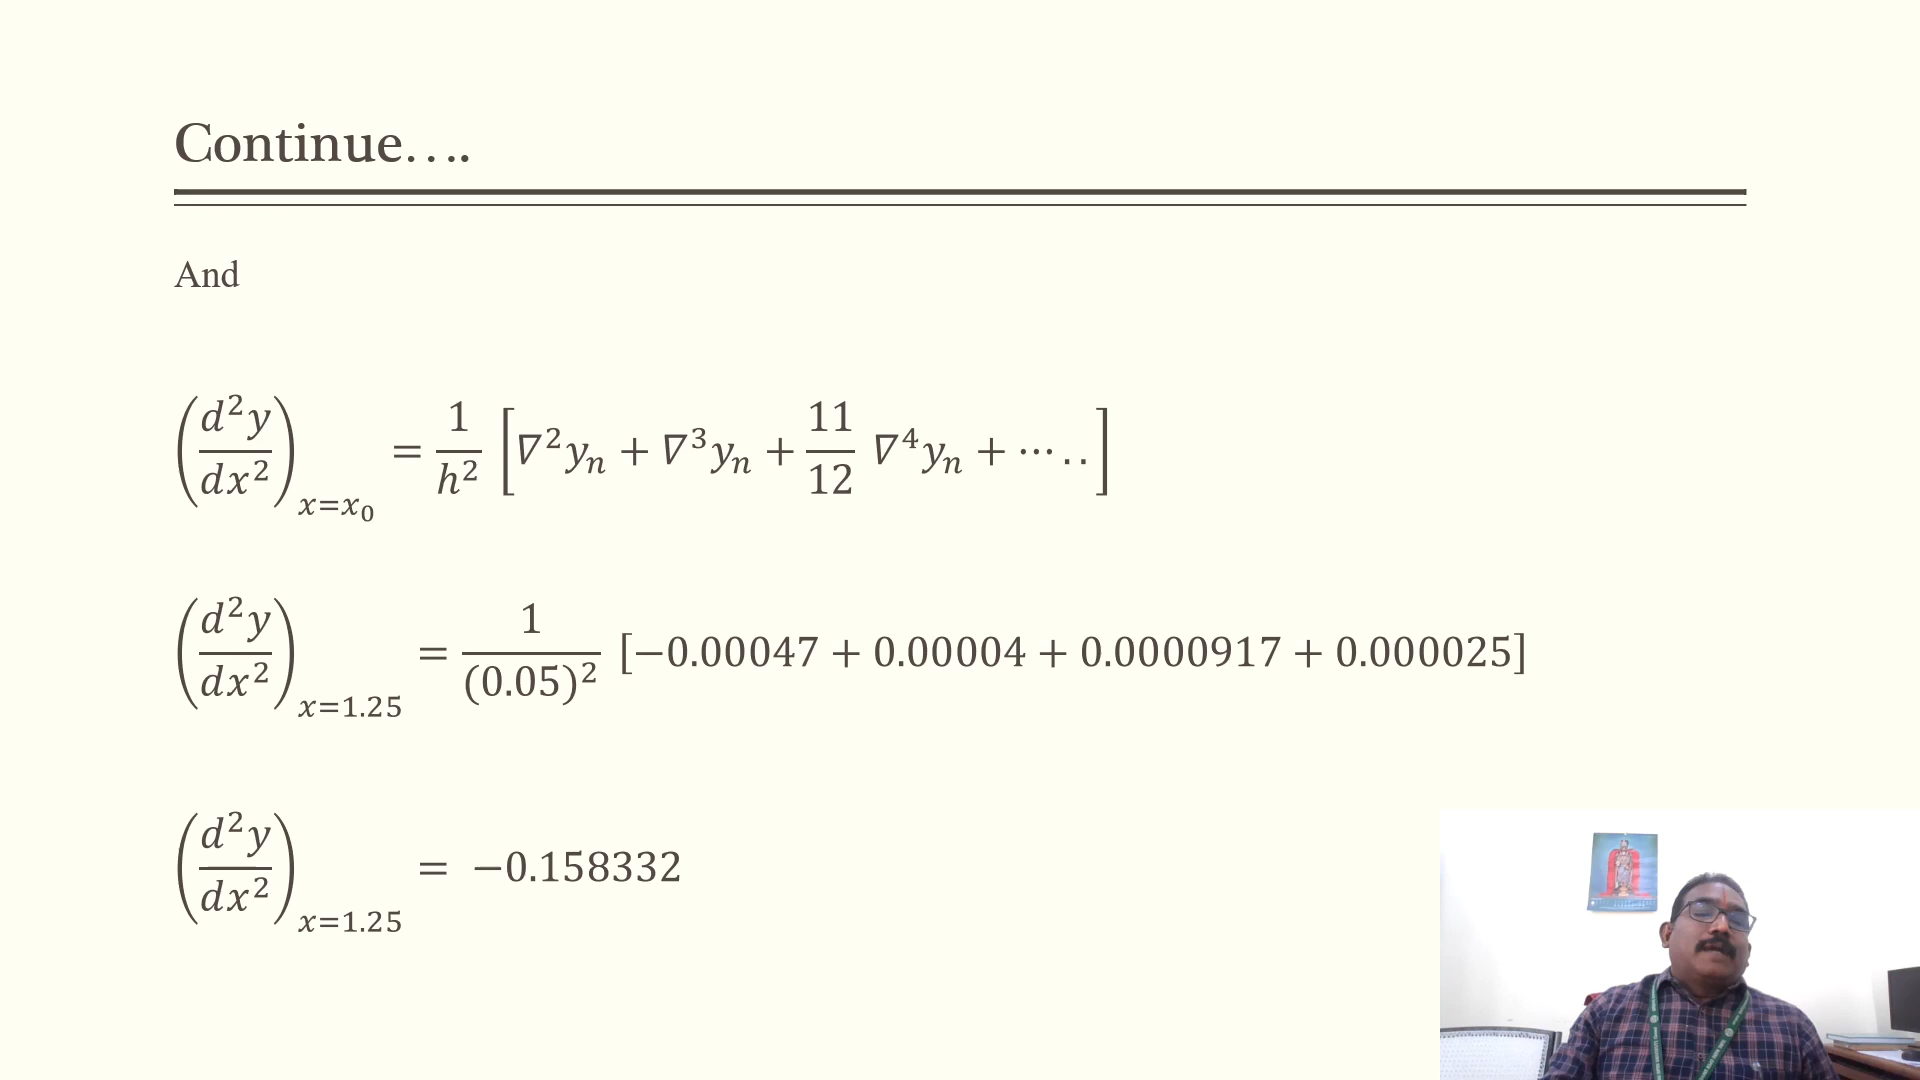 Continue….
And
(d²y/dx²)ₓ₌ₓ₀ = 1/h² [∇²yₙ + ∇³yₙ + 11/12 ∇⁴yₙ + ⋯ . .]
(d²y/dx²)ₓ₌₁.₂₅ = 1/(0.05)² [−0.00047 + 0.00004 + 0.0000917 + 0.000025]
(d²y/dx²)ₓ₌₁.₂₅ = −0.158332